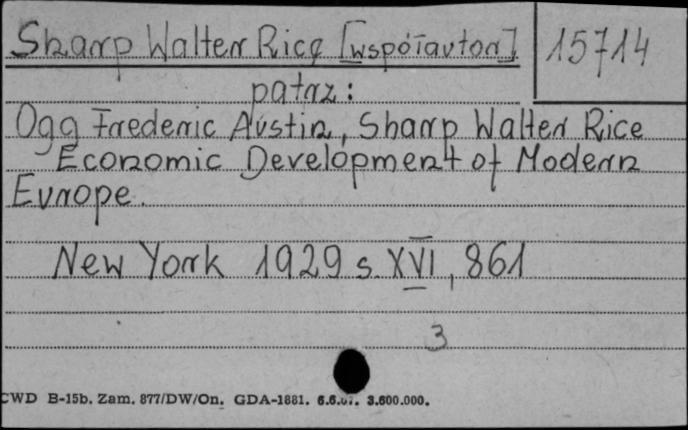 Sharp Walter Rice [współautor] 15714
patrz:
Ogg Frederic Austin, Sharp Walter Rice
Economic Development of Modern
Europe.
New York 1929 s. XVI, 861
3
CWD B-15b. Zam. 877/DW/On. GDA-1881. 3.600.000.